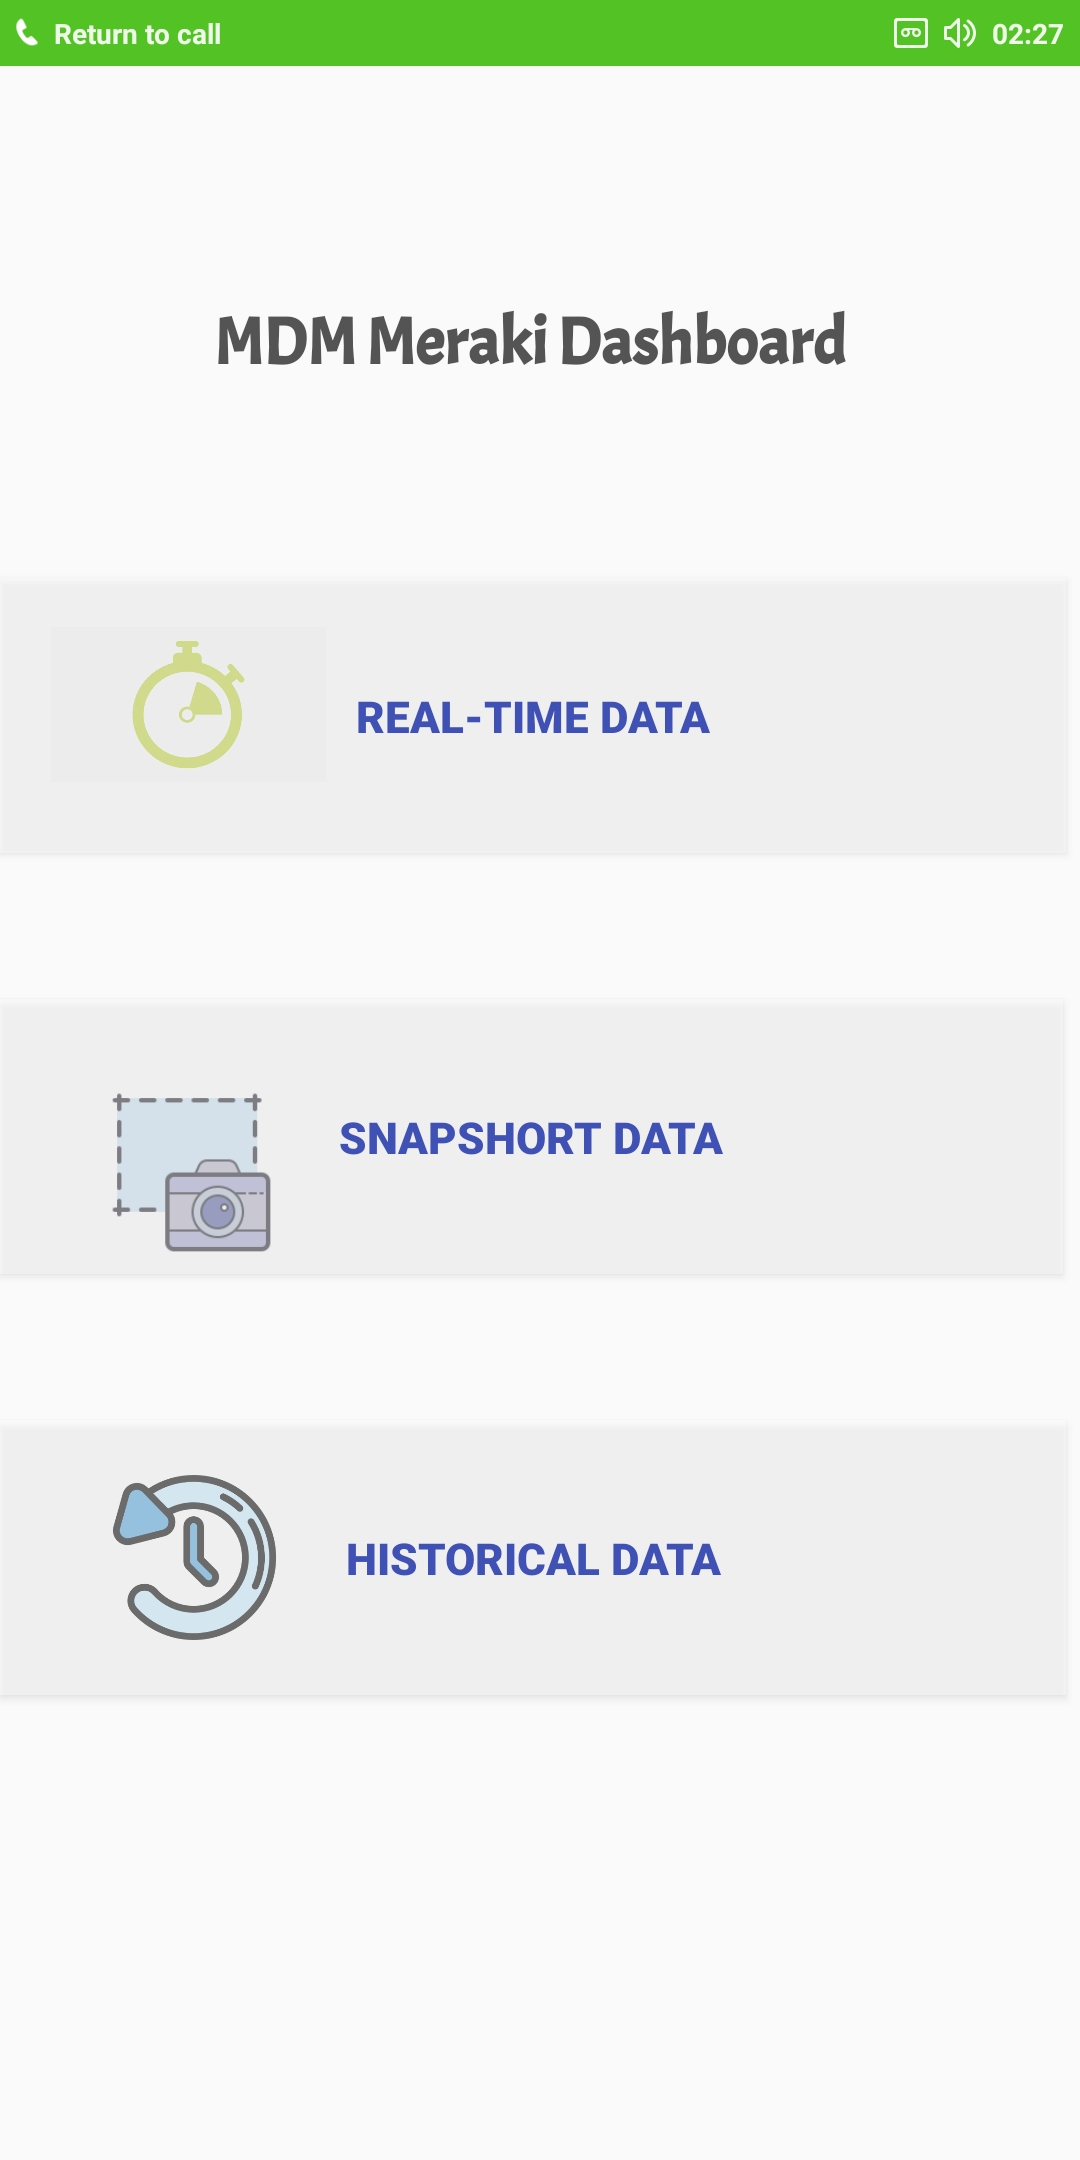 Return to call
02:27
MDM Meraki Dashboard
REAL-TIME DATA
SNAPSHORT DATA
HISTORICAL DATA